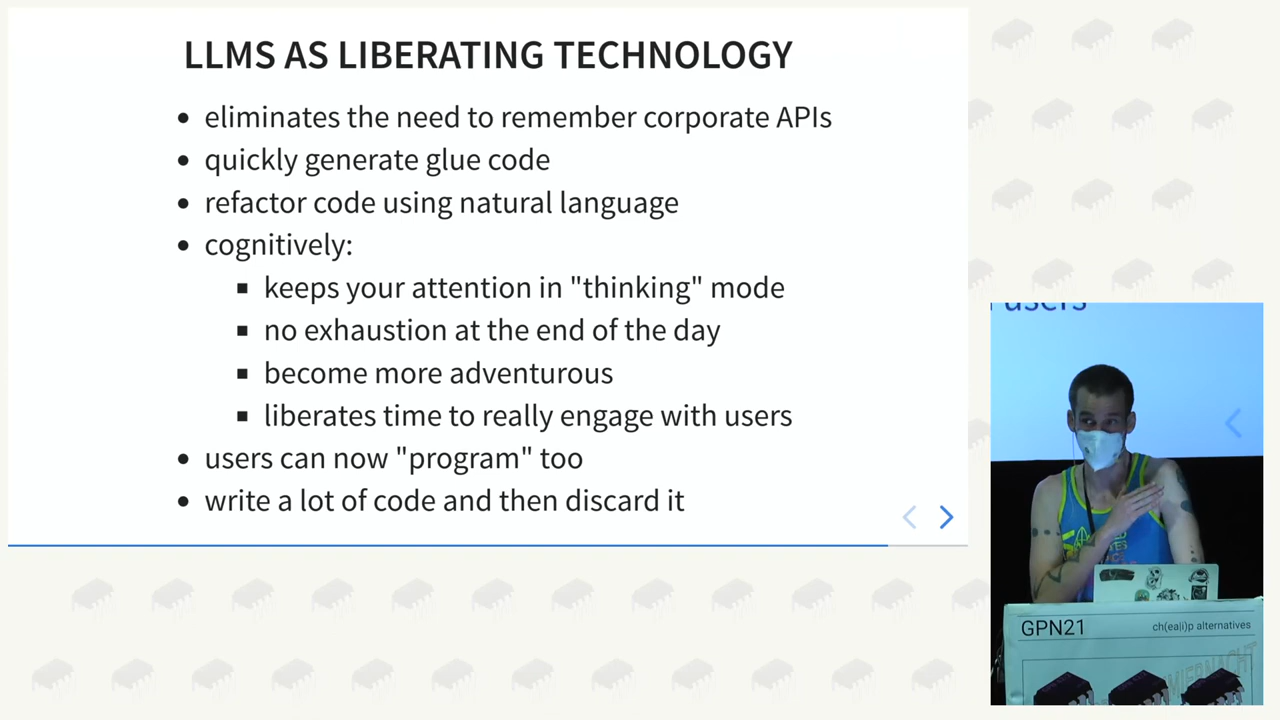 LLMS AS LIBERATING TECHNOLOGY
• eliminates the need to remember corporate APIs
• quickly generate glue code
• refactor code using natural language
• cognitively:
▪ keeps your attention in "thinking" mode
▪ no exhaustion at the end of the day
▪ become more adventurous
▪ liberates time to really engage with users
• users can now "program" too
• write a lot of code and then discard it
users
GPN21
ch(ea|i)p alternatives